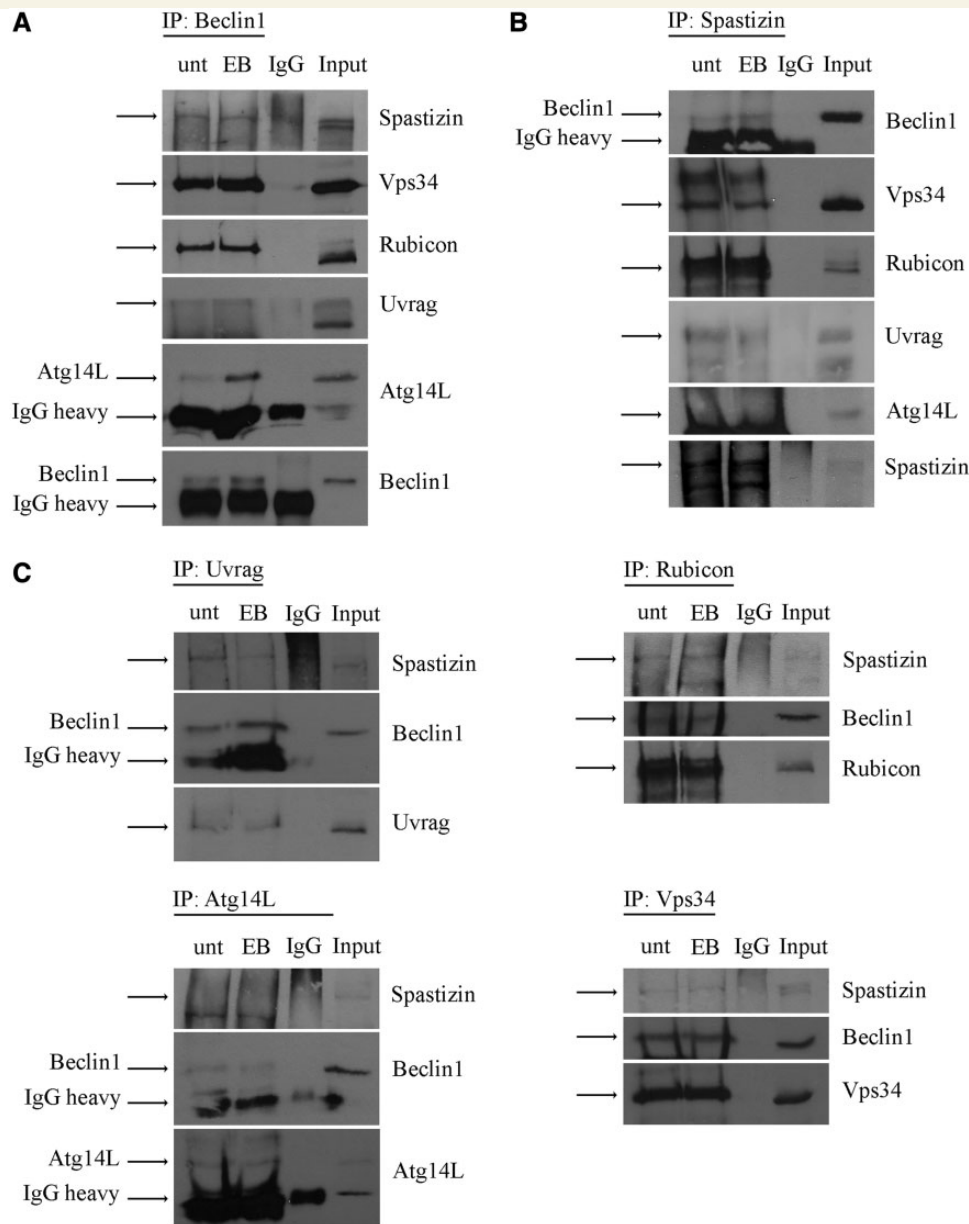 A
IP: Beclin1
unt EB IgG Input
Spastizin
Vps34
Rubicon
Uvrag
Atg14L
Atg14L
IgG heavy
Beclin1
Beclin1
IgG heavy
B
IP: Spastizin
unt EB IgG Input
Beclin1
Beclin1
IgG heavy
Vps34
Rubicon
Uvrag
Atg14L
Spastizin
C
IP: Uvrag
unt EB IgG Input
Spastizin
Beclin1
Beclin1
IgG heavy
Uvrag
IP: Rubicon
unt EB IgG Input
Spastizin
Beclin1
Rubicon
IP: Atg14L
unt EB IgG Input
Spastizin
Beclin1
Beclin1
IgG heavy
Atg14L
Atg14L
IgG heavy
IP: Vps34
unt EB IgG Input
Spastizin
Beclin1
Vps34